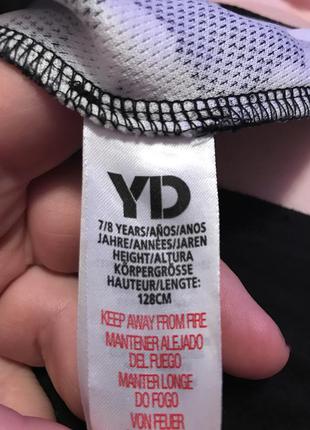 YD
7/8 YEARS/AÑOS/ANOS
JAHRE/ANNÉES/JAREN
HEIGHT/ALTURA
KÖRPERGRÖSSE
HAUTEUR/LENGTE:
128CM
KEEP AWAY FROM FIRE
MANTENER ALEJADO
DEL FUEGO
MANTER LONGE
DO FOGO
VON FEUER